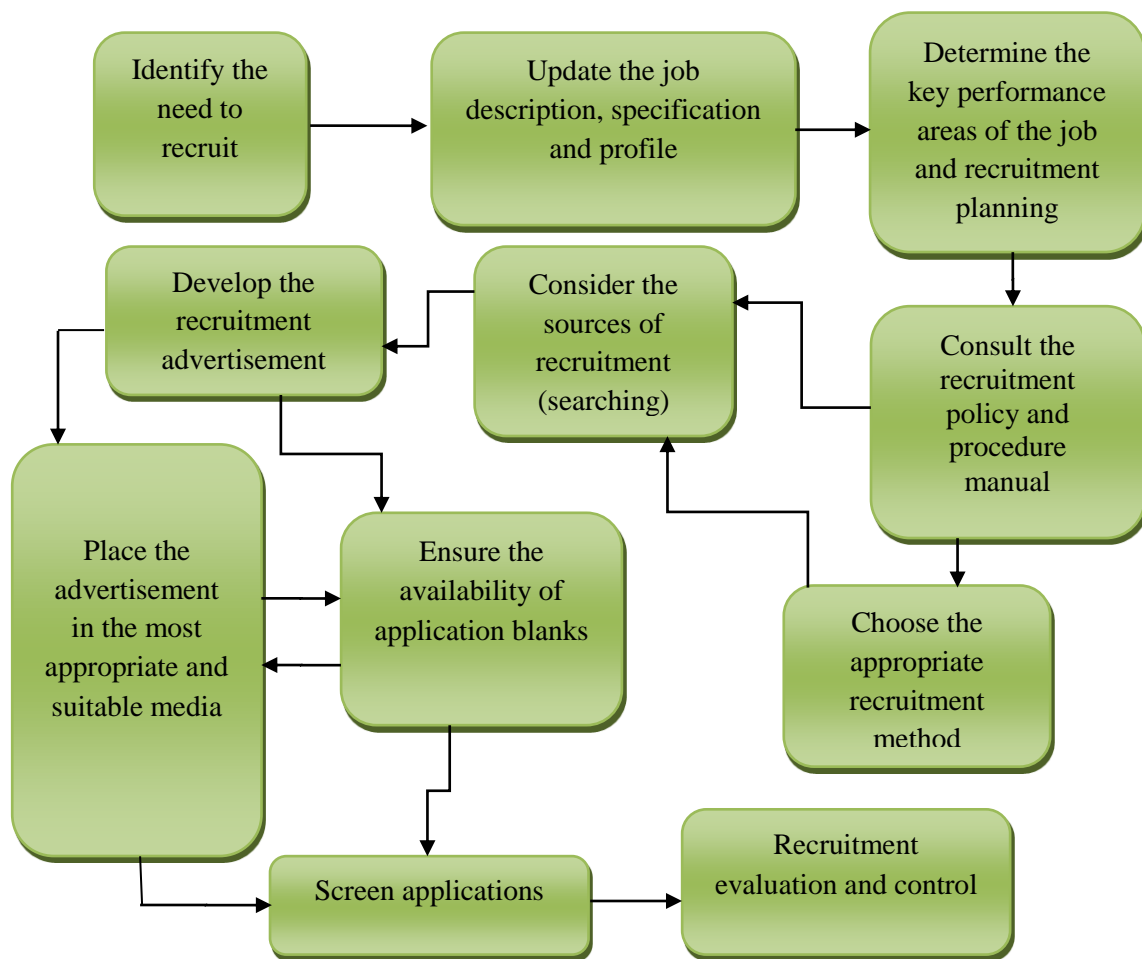 Identify the
need to
recruit
Update the job
description, specification
and profile
Determine the
key performance
areas of the job
and recruitment
planning
Consult the
recruitment
policy and
procedure
manual
Choose the
appropriate
recruitment
method
Consider the
sources of
recruitment
(searching)
Develop the
recruitment
advertisement
Place the
advertisement
in the most
appropriate and
suitable media
Ensure the
availability of
application blanks
Screen applications
Recruitment
evaluation and control